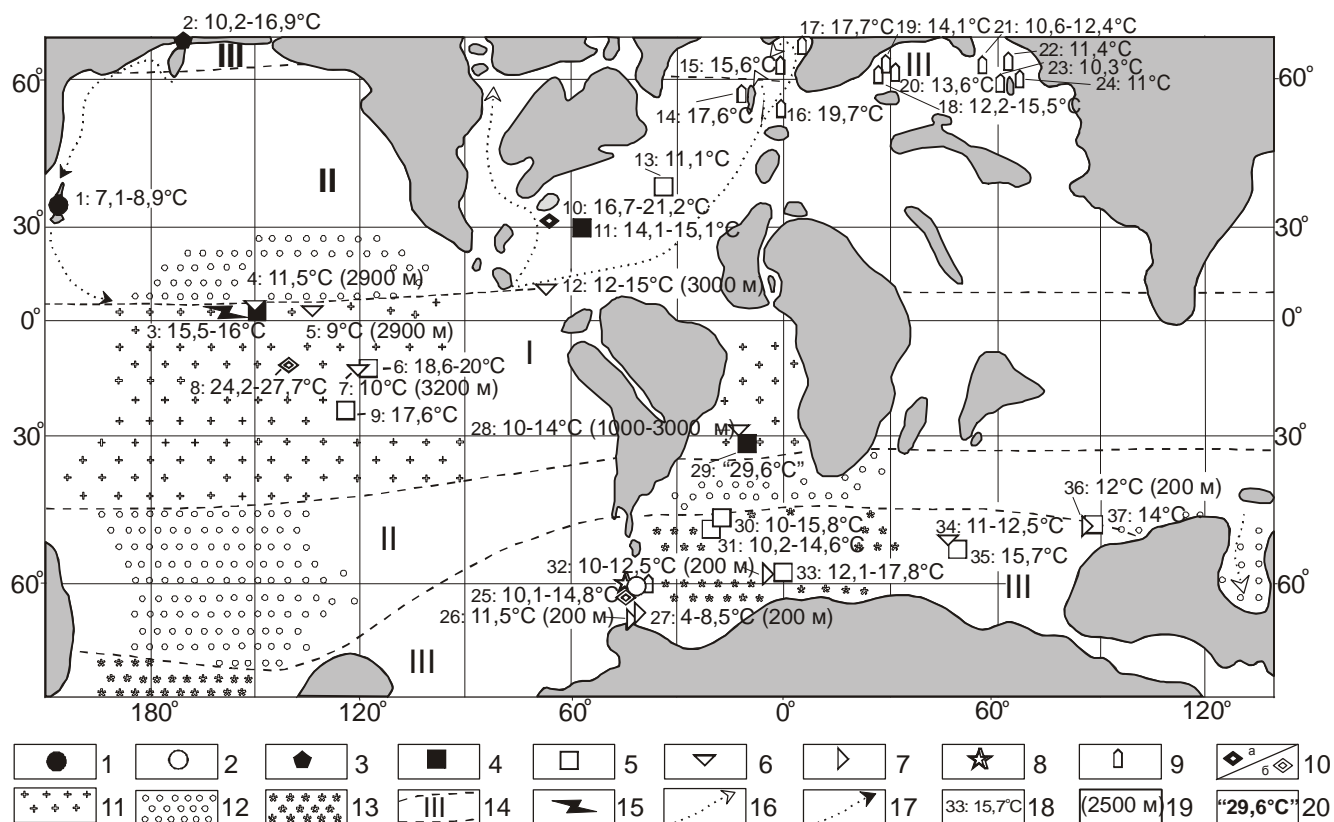 2: 10,2-16,9°C
17: 17,7°C
19: 14,1°C
21: 10,6-12,4°C
III
15: 15,6°C
III
22: 11,4°C
23: 10,3°C
60°
20: 13,6°C
24: 11°C
60°
14: 17,6°C
16: 19,7°C
18: 12,2-15,5°C
13: 11,1°C
II
1: 7,1-8,9°C
10: 16,7-21,2°C
30°
11: 14,1-15,1°C
30°
4: 11,5°C (2900 м)
12: 12-15°C (3000 м)
0°
3: 15,5-16°C
5: 9°C (2900 м)
0°
I
6: 18,6-20°C
8: 24,2-27,7°C
7: 10°C (3200 м)
9: 17,6°C
28: 10-14°C (1000-3000 м)
30°
30°
29: “29,6°C”
36: 12°C (200 м)
37: 14°C
30: 10-15,8°C
34: 11-12,5°C
II
31: 10,2-14,6°C
35: 15,7°C
32: 10-12,5°C (200 м)
33: 12,1-17,8°C
III
60°
60°
25: 10,1-14,8°C
26: 11,5°C (200 м)
27: 4-8,5°C (200 м)
III
180° 120° 60° 0° 60° 120°
1 2 3 4 5 6 7 8 9 а б 10
11 12 13 III 14 15 16 17 33: 15,7°C 18 (2500 м) 19 “29,6°C” 20